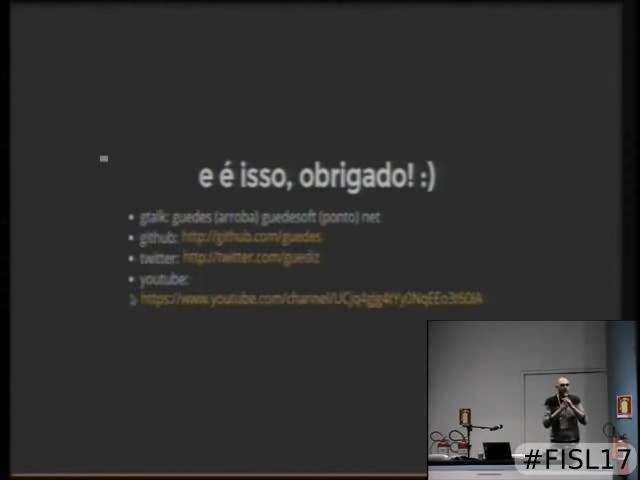 e é isso, obrigado! :)
gtalk: guedes (arroba) guedesoft (ponto) net
github: http://github.com/guedes
twitter: http://twitter.com/guediz
youtube:
#FISL17